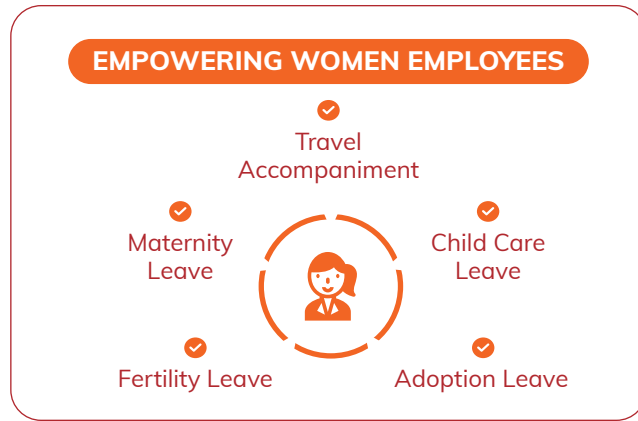 EMPOWERING WOMEN EMPLOYEES
Travel
Accompaniment
Maternity
Leave
Child Care
Leave
Fertility Leave
Adoption Leave